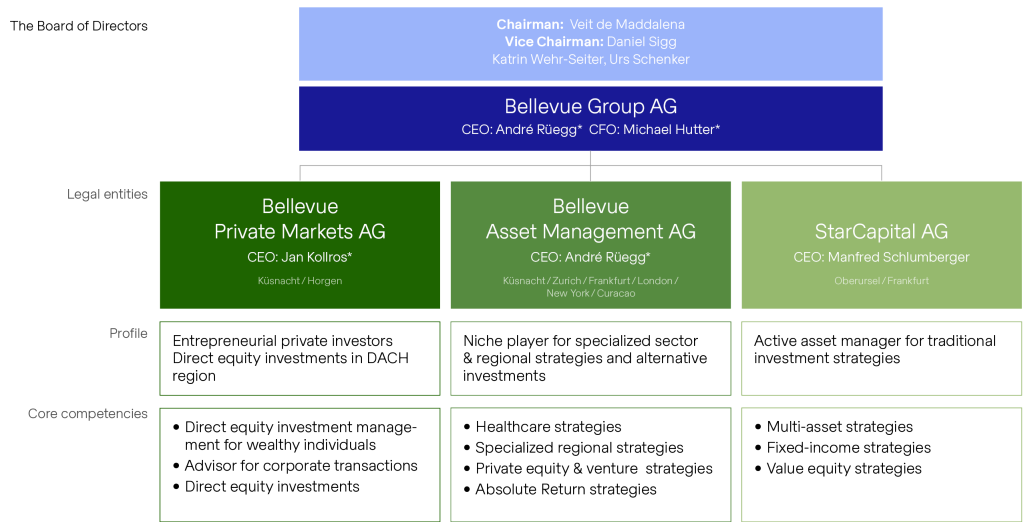 The Board of Directors
Chairman: Veit de Maddalena
Vice Chairman: Daniel Sigg
Katrin Wehr-Seiter, Urs Schenker
Bellevue Group AG
CEO: André Rüegg* CFO: Michael Hutter*
Legal entities
Bellevue
Private Markets AG
CEO: Jan Kollros*
Küsnacht / Horgen
Bellevue
Asset Management AG
CEO: André Rüegg*
Küsnacht / Zurich / Frankfurt / London /
New York / Curacao
StarCapital AG
CEO: Manfred Schlumberger
Oberursel / Frankfurt
Profile
Entrepreneurial private investors
Direct equity investments in DACH
region
Niche player for specialized sector
& regional strategies and alternative
investments
Active asset manager for traditional
investment strategies
Core competencies
• Direct equity investment manage-
ment for wealthy individuals
• Advisor for corporate transactions
• Direct equity investments
• Healthcare strategies
• Specialized regional strategies
• Private equity & venture strategies
• Absolute Return strategies
• Multi-asset strategies
• Fixed-income strategies
• Value equity strategies